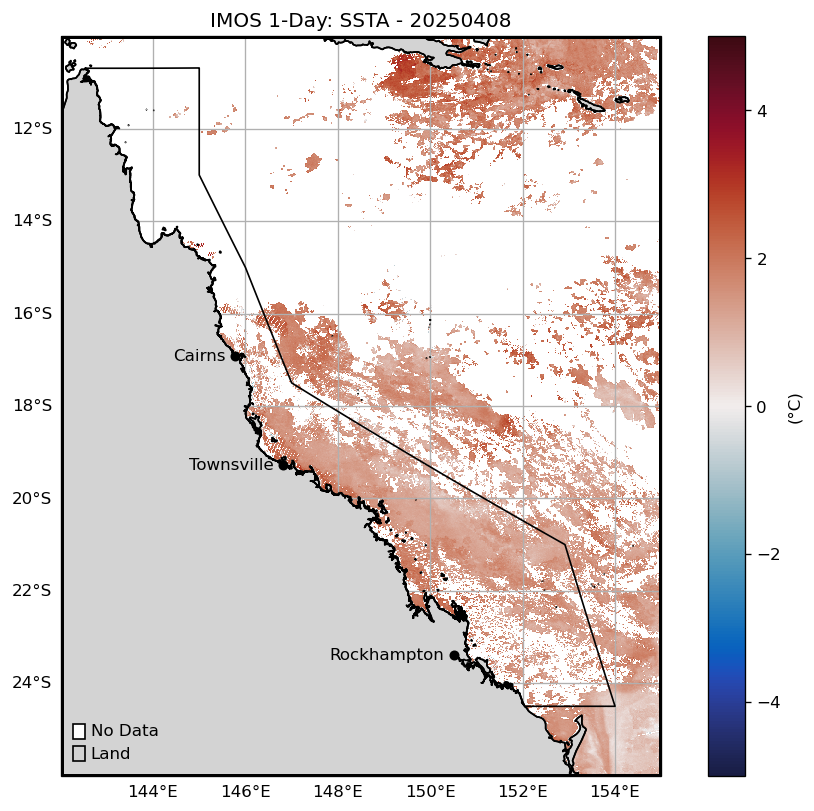 IMOS 1-Day: SSTA - 20250408
12°S
14°S
16°S
18°S
20°S
22°S
24°S
Cairns
Townsville
Rockhampton
No Data
Land
144°E 146°E 148°E 150°E 152°E 154°E
4
2
0
−2
−4
(°C)